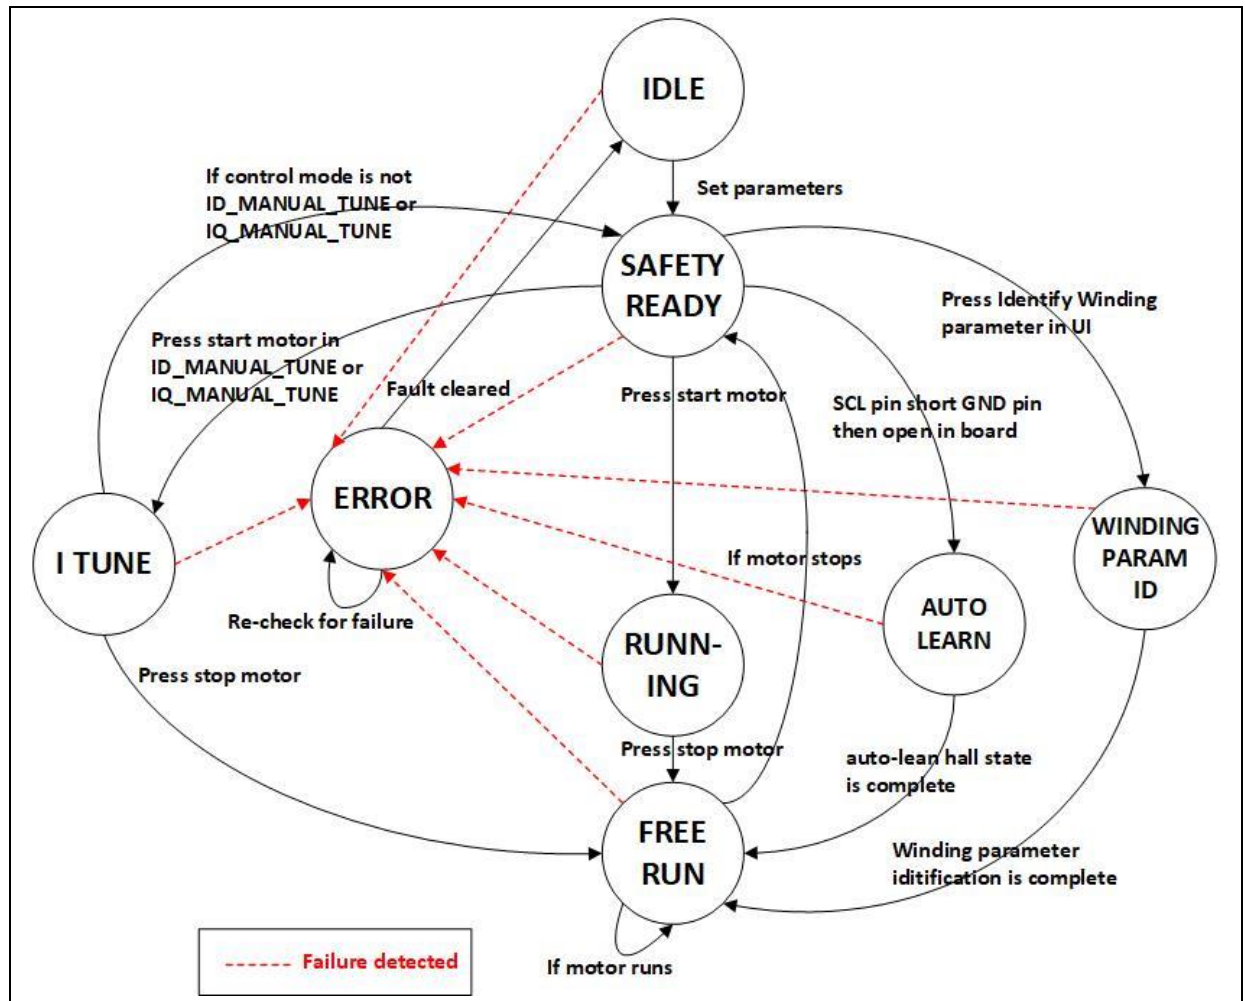 IDLE
Set parameters
If control mode is not
ID_MANUAL_TUNE or
IQ_MANUAL_TUNE
SAFETY
READY
Press Identify Winding
parameter in UI
Press start motor in
ID_MANUAL_TUNE or
IQ_MANUAL_TUNE
Fault cleared
Press start motor
SCL pin short GND pin
then open in board
ERROR
I TUNE
WINDING
PARAM
ID
If motor stops
AUTO
LEARN
Re-check for failure
RUNN-
ING
Press stop motor
Press stop motor
auto-lean hall state
is complete
FREE
RUN
Winding parameter
iditification is complete
Failure detected
If motor runs